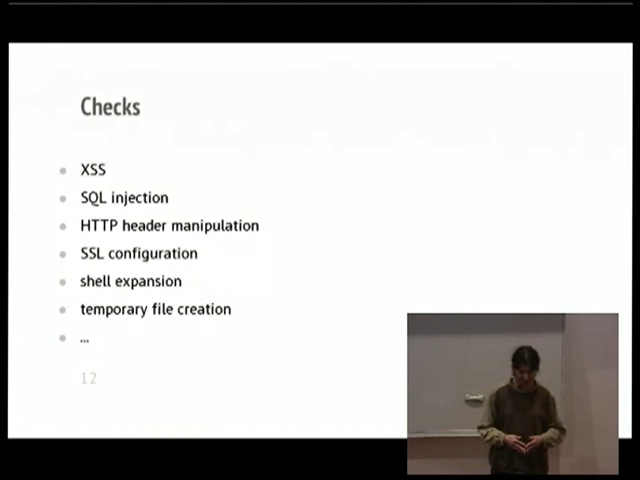 Checks
XSS
SQL injection
HTTP header manipulation
SSL configuration
shell expansion
temporary file creation
...
12